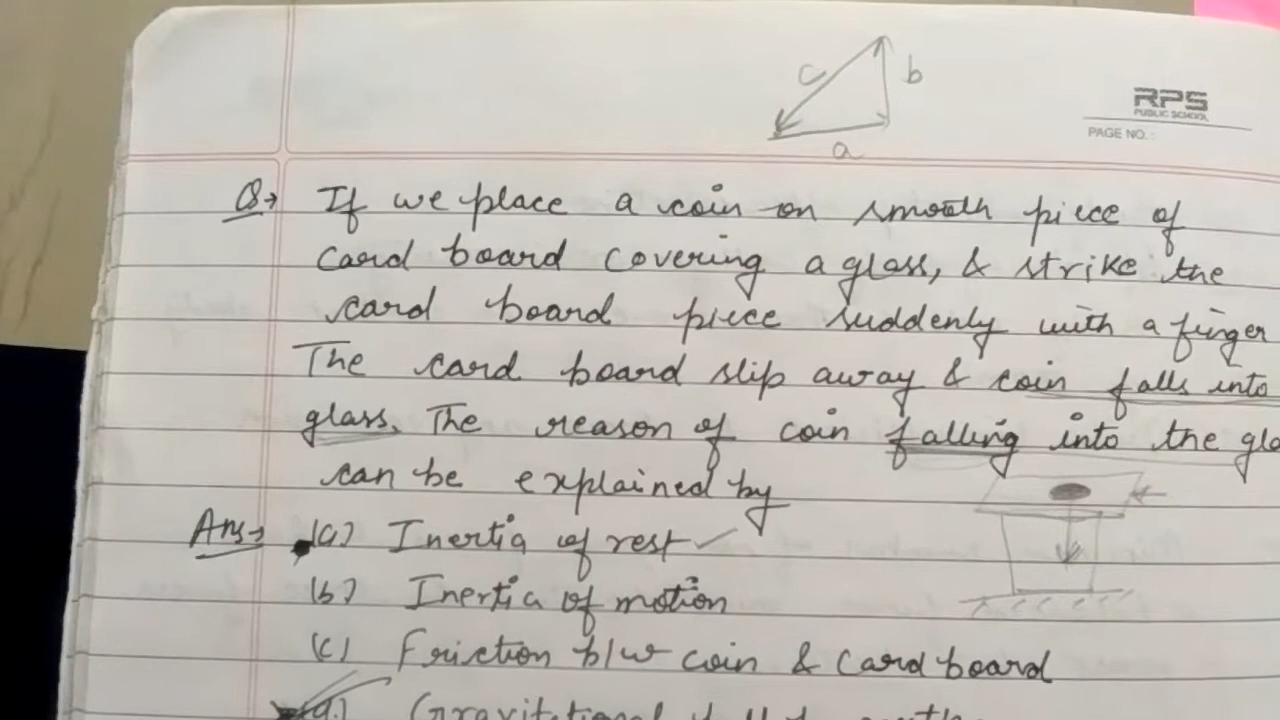 c b
a
RPS
PUBLIC SCHOOL
PAGE NO.:
Q→ If we place a coin on smooth piece of
card board covering a glass, & strike the
card board piece suddenly with a finger
The card board slip away & coin falls into
glass. The reason of coin falling into the gla
can be explained by
Ans→ (a) Inertia of rest ✓
(b) Inertia of motion
(c) Friction b/w coin & card board
(d) Gravitational